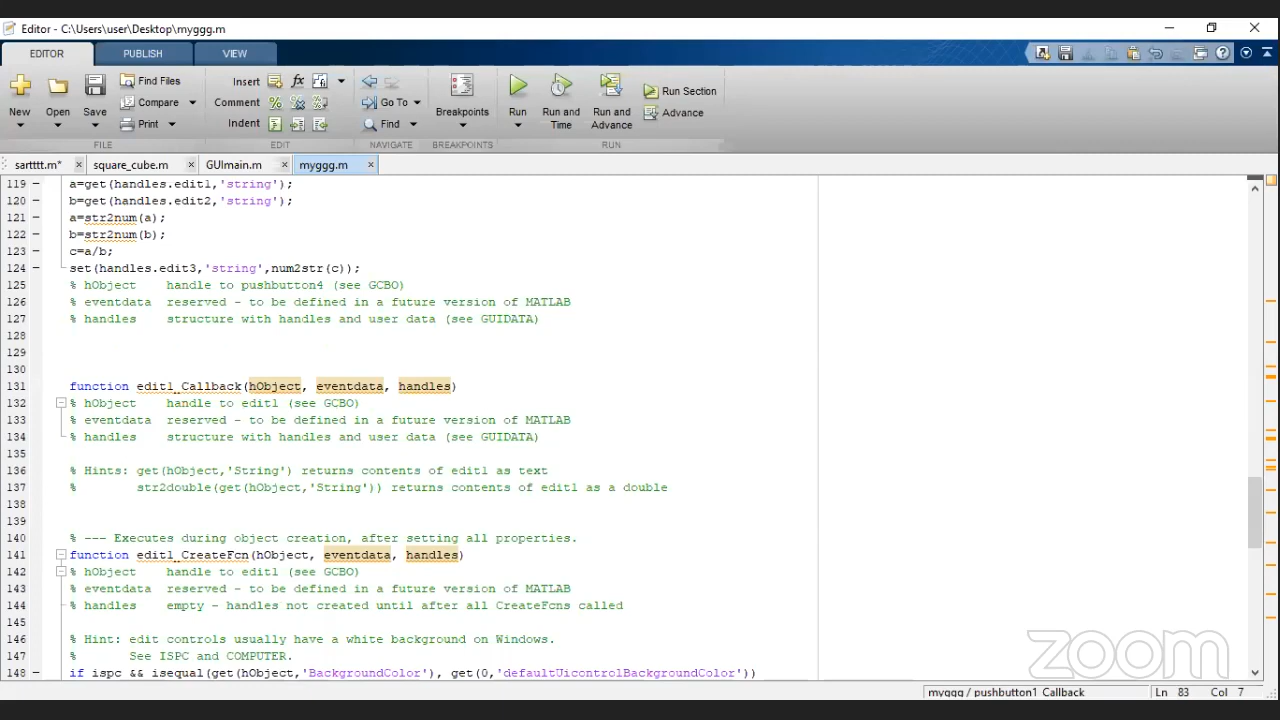 Editor - C:\Users\user\Desktop\myggg.m
EDITOR PUBLISH VIEW
New Open Save Find Files Compare Print
Insert fx
Comment
Indent
Go To Find
Breakpoints
Run Run and Time Run and Advance Run Section Advance
FILE EDIT NAVIGATE BREAKPOINTS RUN
sartttt.m* square_cube.m GUImain.m myggg.m
119 a=get(handles.edit1,'string');
120 b=get(handles.edit2,'string');
121 a=str2num(a);
122 b=str2num(b);
123 c=a/b;
124 set(handles.edit3,'string',num2str(c));
125 % hObject    handle to pushbutton4 (see GCBO)
126 % eventdata  reserved - to be defined in a future version of MATLAB
127 % handles    structure with handles and user data (see GUIDATA)
128
129
130
131 function edit1_Callback(hObject, eventdata, handles)
132 % hObject    handle to edit1 (see GCBO)
133 % eventdata  reserved - to be defined in a future version of MATLAB
134 % handles    structure with handles and user data (see GUIDATA)
135
136 % Hints: get(hObject,'String') returns contents of edit1 as text
137 %        str2double(get(hObject,'String')) returns contents of edit1 as a double
138
139
140 % --- Executes during object creation, after setting all properties.
141 function edit1_CreateFcn(hObject, eventdata, handles)
142 % hObject    handle to edit1 (see GCBO)
143 % eventdata  reserved - to be defined in a future version of MATLAB
144 % handles    empty - handles not created until after all CreateFcns called
145
146 % Hint: edit controls usually have a white background on Windows.
147 %       See ISPC and COMPUTER.
148 if ispc && isequal(get(hObject,'BackgroundColor'), get(0,'defaultUicontrolBackgroundColor'))
zoom
myggg / pushbutton1_Callback Ln 83 Col 7